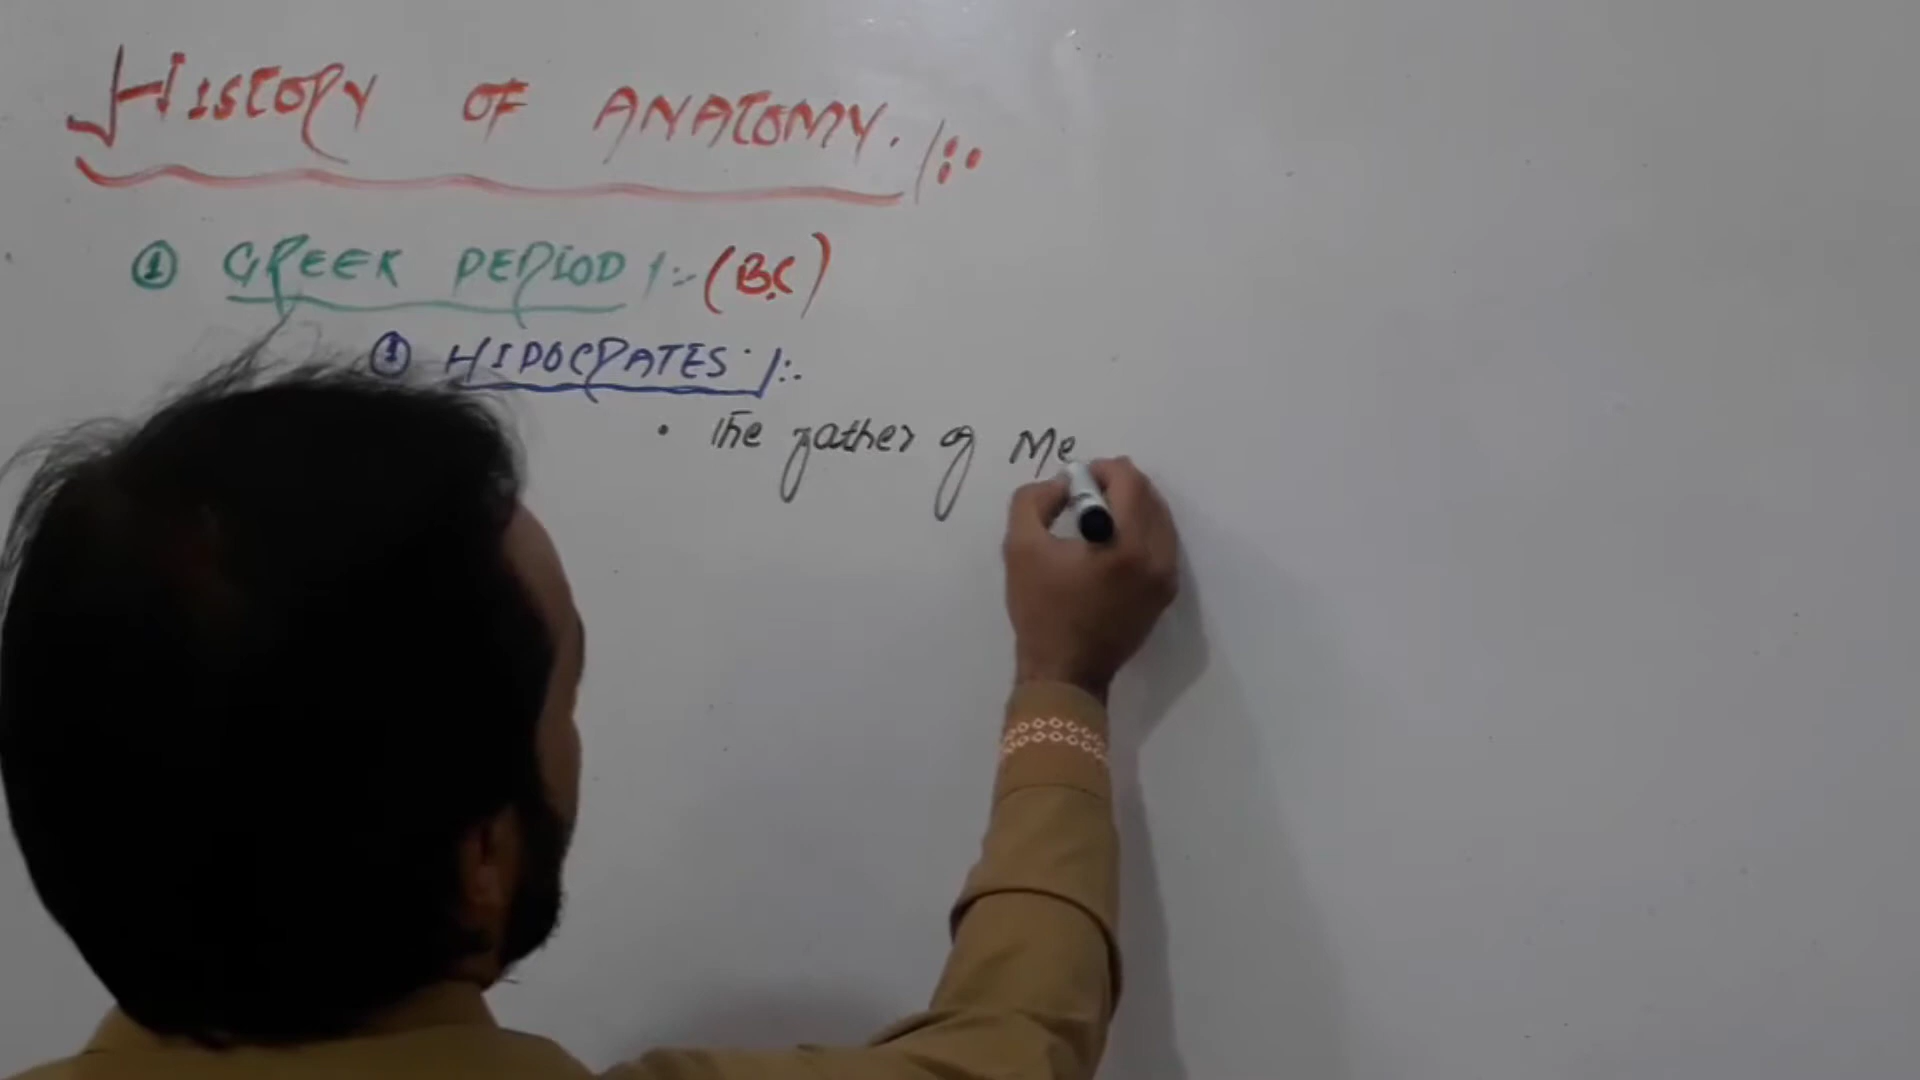 HISTORY OF ANATOMY.
① GREEK PERIOD :- (B.C)
① HIPOCRATES :-
• The father of Me